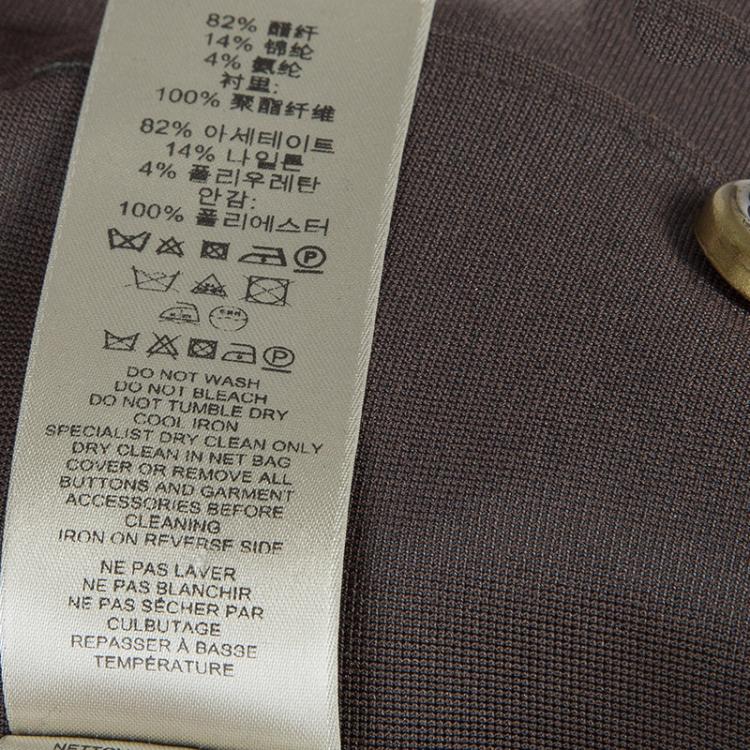 82% 醋纤
14% 锦纶
4% 氨纶
衬里:
100% 聚酯纤维
82% 아세테이트
14% 나일론
4% 폴리우레탄
안감:
100% 폴리에스터
P
P
DO NOT WASH
DO NOT BLEACH
DO NOT TUMBLE DRY
COOL IRON
SPECIALIST DRY CLEAN ONLY
DRY CLEAN IN NET BAG
COVER OR REMOVE ALL
BUTTONS AND GARMENT
ACCESSORIES BEFORE
CLEANING
IRON ON REVERSE SIDE
NE PAS LAVER
NE PAS BLANCHIR
NE PAS SÉCHER PAR
CULBUTAGE
REPASSER À BASSE
TEMPÉRATURE